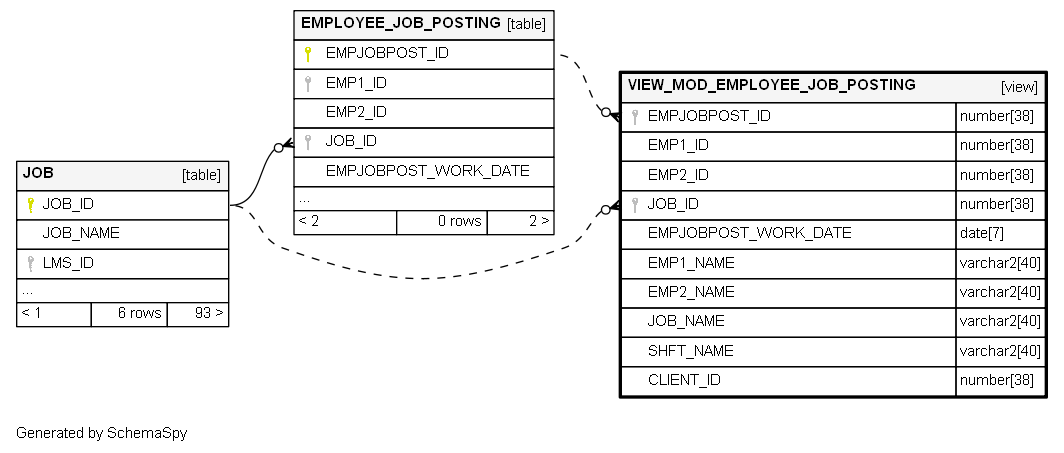 EMPLOYEE_JOB_POSTING [table]
EMPJOBPOST_ID
EMP1_ID
EMP2_ID
JOB_ID
EMPJOBPOST_WORK_DATE
...
< 2 0 rows 2 >
JOB [table]
JOB_ID
JOB_NAME
LMS_ID
...
< 1 6 rows 93 >
VIEW_MOD_EMPLOYEE_JOB_POSTING [view]
EMPJOBPOST_ID number[38]
EMP1_ID number[38]
EMP2_ID number[38]
JOB_ID number[38]
EMPJOBPOST_WORK_DATE date[7]
EMP1_NAME varchar2[40]
EMP2_NAME varchar2[40]
JOB_NAME varchar2[40]
SHFT_NAME varchar2[40]
CLIENT_ID number[38]
Generated by SchemaSpy